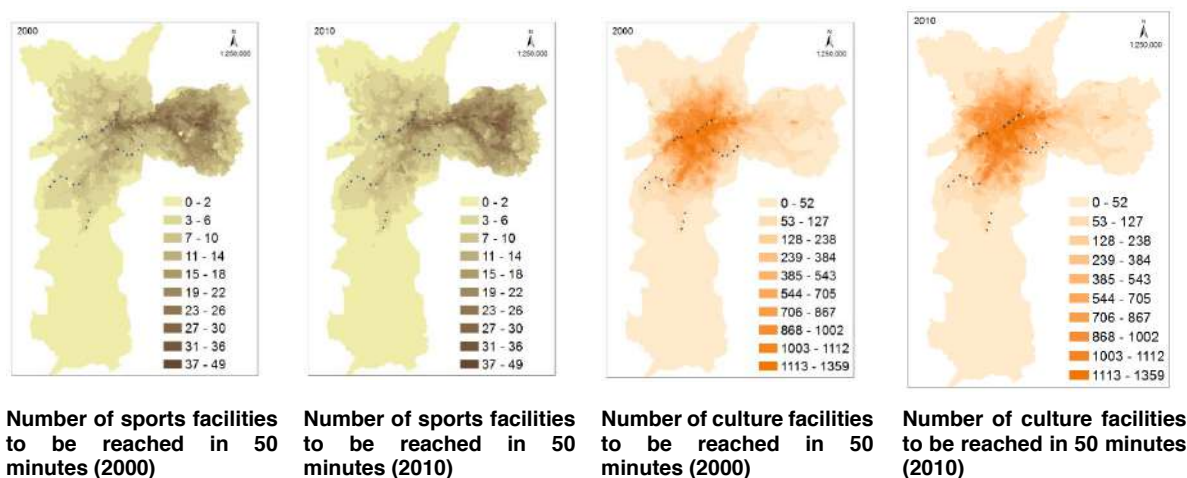 2000
1:250,000
0 - 2
3 - 6
7 - 10
11 - 14
15 - 18
19 - 22
23 - 26
27 - 30
31 - 36
37 - 49
Number of sports facilities
to be reached in 50
minutes (2000)
2010
1:250,000
0 - 2
3 - 6
7 - 10
11 - 14
15 - 18
19 - 22
23 - 26
27 - 30
31 - 36
37 - 49
Number of sports facilities
to be reached in 50
minutes (2010)
2000
1:250,000
0 - 52
53 - 127
128 - 238
239 - 384
385 - 543
544 - 705
706 - 867
868 - 1002
1003 - 1112
1113 - 1359
Number of culture facilities
to be reached in 50
minutes (2000)
2010
1:250,000
0 - 52
53 - 127
128 - 238
239 - 384
385 - 543
544 - 705
706 - 867
868 - 1002
1003 - 1112
1113 - 1359
Number of culture facilities
to be reached in 50 minutes
(2010)